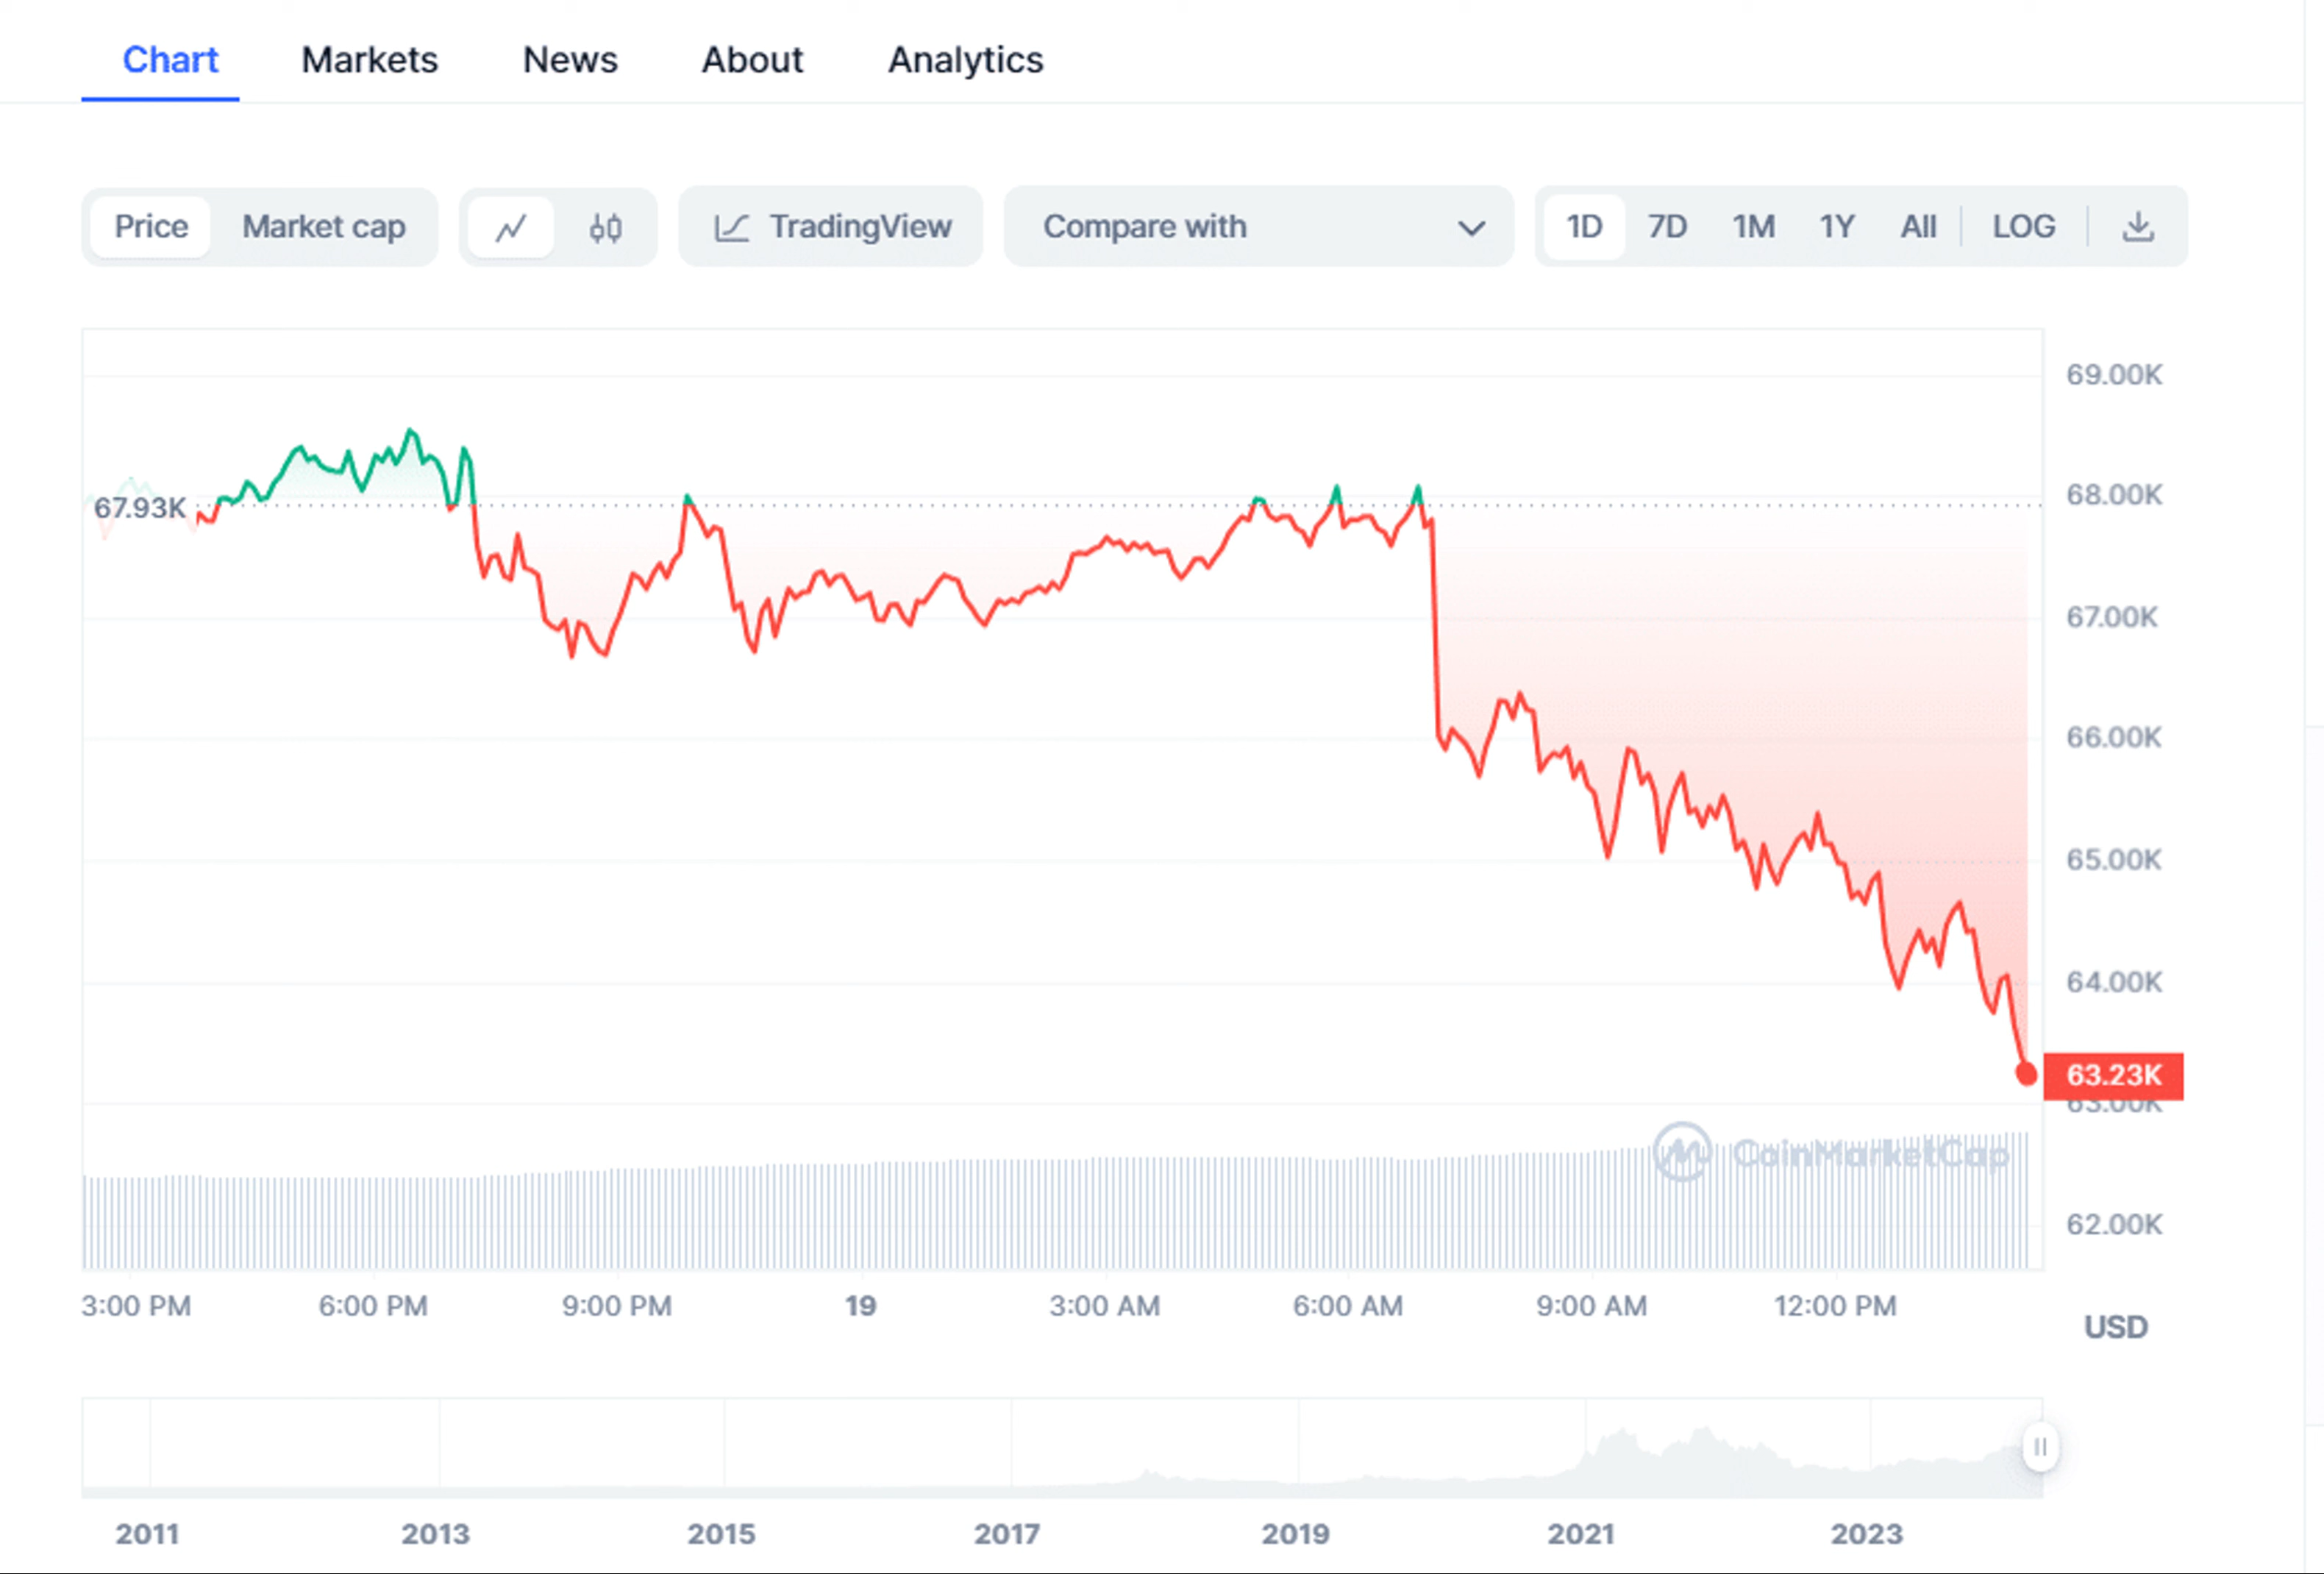 Chart Markets News About Analytics
Price Market cap TradingView Compare with 1D 7D 1M 1Y All LOG
69.00K
68.00K
67.93K
67.00K
66.00K
65.00K
64.00K
63.23K
63.00K
CoinMarketCap
62.00K
3:00 PM 6:00 PM 9:00 PM 19 3:00 AM 6:00 AM 9:00 AM 12:00 PM
USD
2011 2013 2015 2017 2019 2021 2023